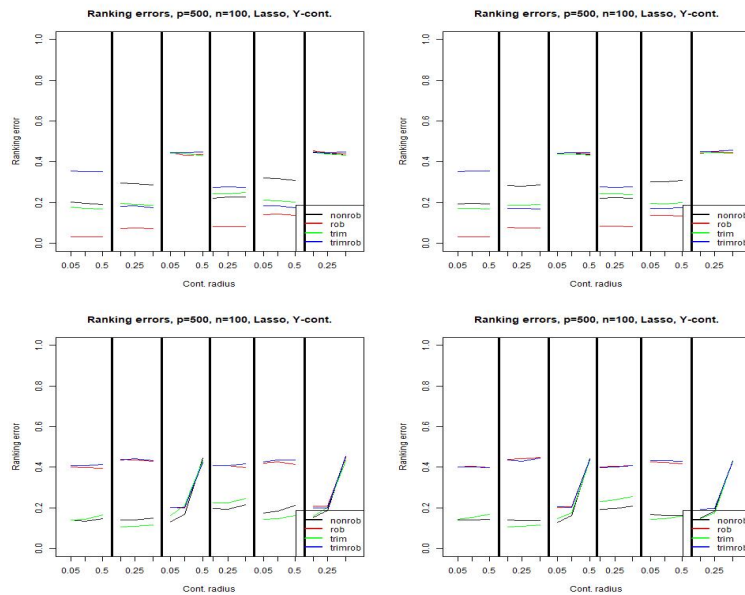 Ranking errors, p=500, n=100, Lasso, Y-cont.
Ranking error
1.0
0.8
0.6
0.4
0.2
0.0
nonrob
rob
trim
trimrob
0.05 0.5 0.25 0.05 0.5 0.25 0.05 0.5 0.25
Cont. radius
Ranking errors, p=500, n=100, Lasso, Y-cont.
Ranking error
1.0
0.8
0.6
0.4
0.2
0.0
nonrob
rob
trim
trimrob
0.05 0.5 0.25 0.05 0.5 0.25 0.05 0.5 0.25
Cont. radius
Ranking errors, p=500, n=100, Lasso, Y-cont.
Ranking error
1.0
0.8
0.6
0.4
0.2
0.0
nonrob
rob
trim
trimrob
0.05 0.5 0.25 0.05 0.5 0.25 0.05 0.5 0.25
Cont. radius
Ranking errors, p=500, n=100, Lasso, Y-cont.
Ranking error
1.0
0.8
0.6
0.4
0.2
0.0
nonrob
rob
trim
trimrob
0.05 0.5 0.25 0.05 0.5 0.25 0.05 0.5 0.25
Cont. radius